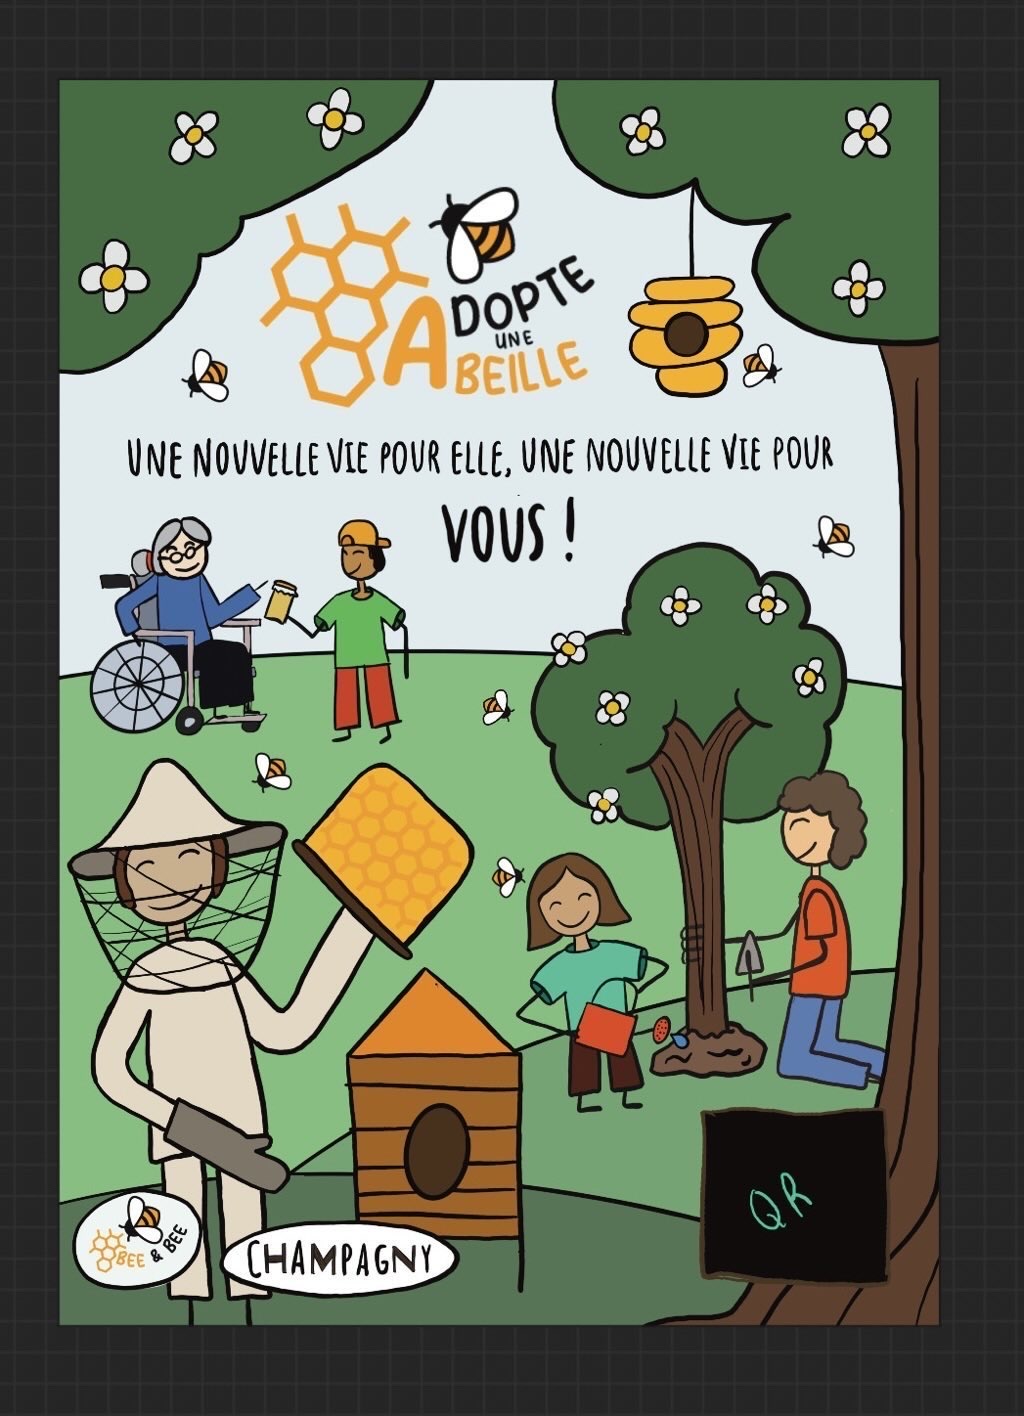 ADOPTE
UNE
ABEILLE
UNE NOUVELLE VIE POUR ELLE, UNE NOUVELLE VIE POUR
VOUS !
QR
BEE & BEE
CHAMPAGNY